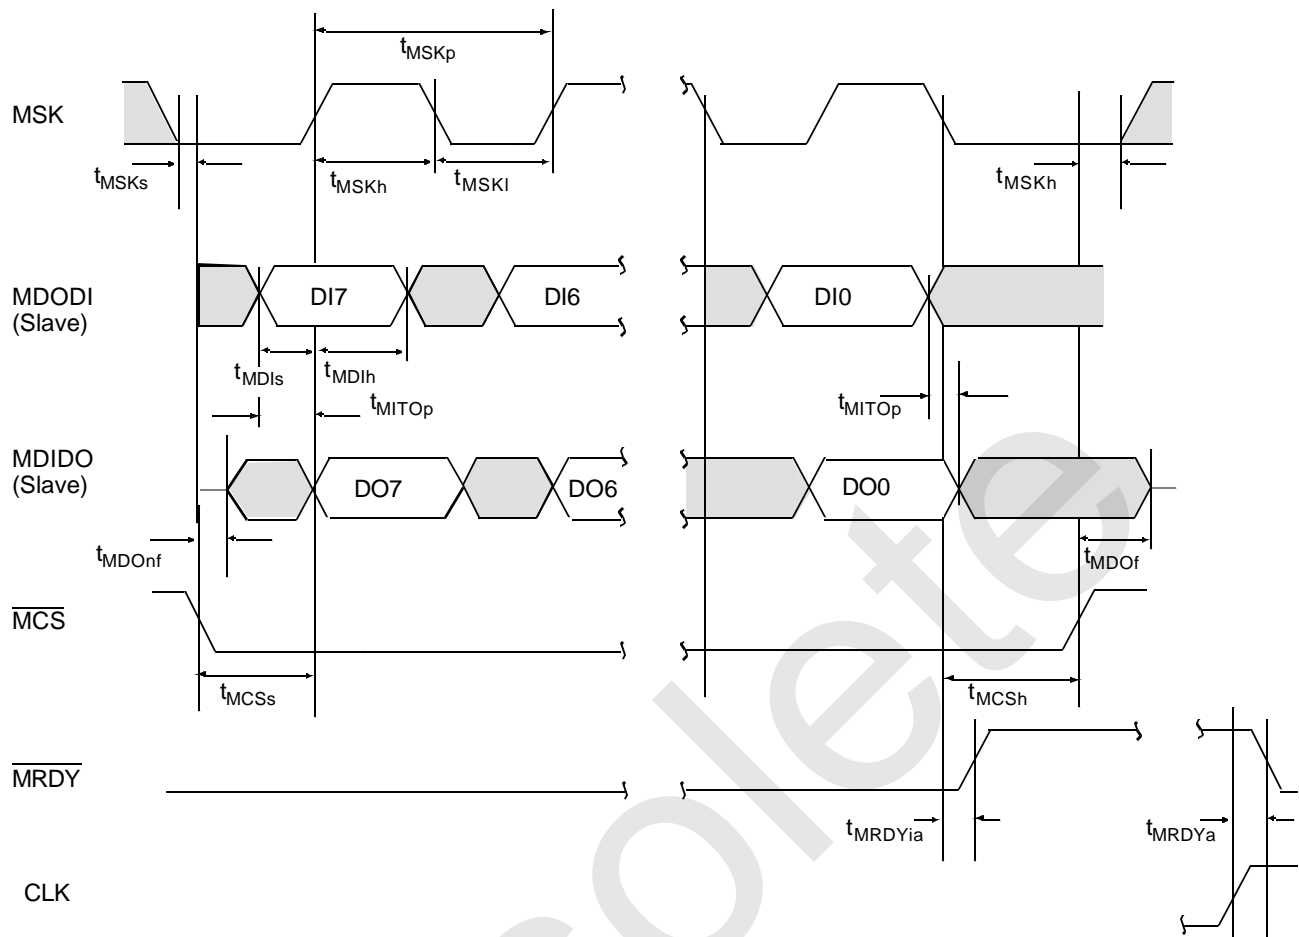 tMSKp
MSK
tMSKs
tMSKh
tMSKl
tMSKh
MDODI
(Slave)
DI7
DI6
DI0
tMDIs
tMDIh
tMITOp
tMITOp
MDIDO
(Slave)
DO7
DO6
DO0
tMDOnf
tMDOf
MCS
tMCSs
tMCSh
MRDY
tMRDYia
tMRDYa
CLK